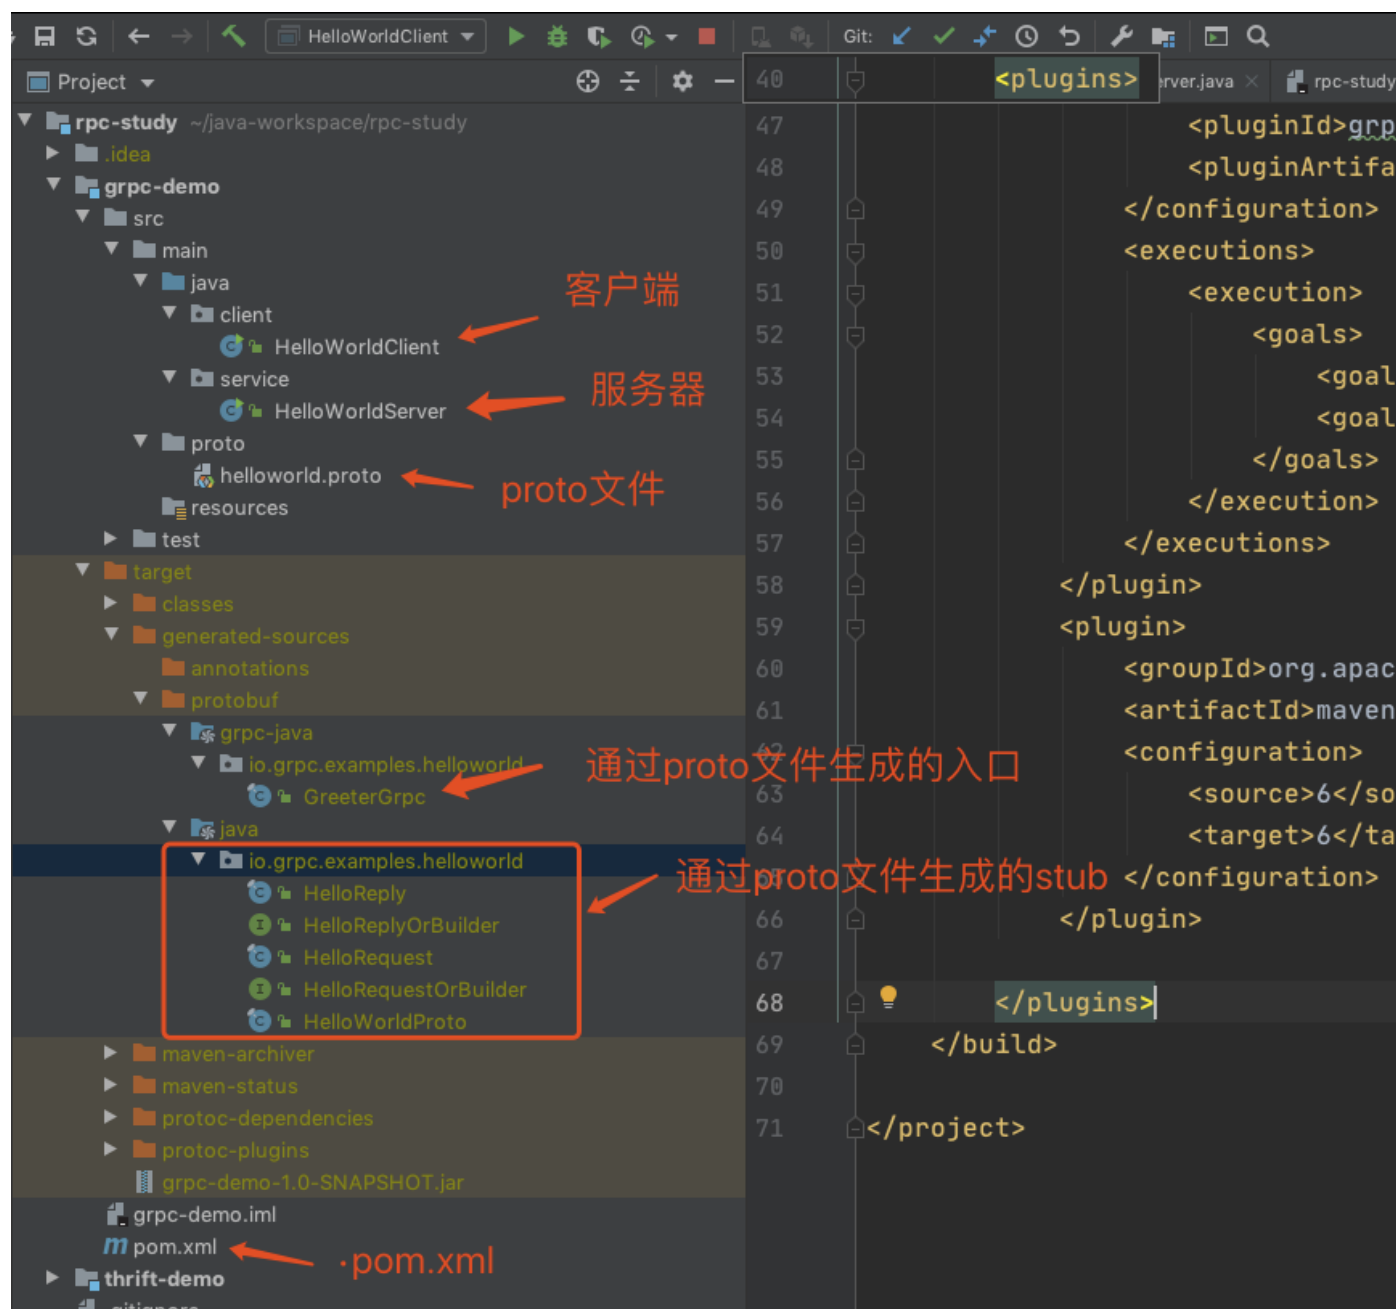 HelloWorldClient
Git:
Project
rpc-study ~/java-workspace/rpc-study
.idea
grpc-demo
src
main
java
client
HelloWorldClient
service
HelloWorldServer
proto
helloworld.proto
resources
test
target
classes
generated-sources
annotations
protobuf
grpc-java
io.grpc.examples.helloworld
GreeterGrpc
java
io.grpc.examples.helloworld
HelloReply
HelloReplyOrBuilder
HelloRequest
HelloRequestOrBuilder
HelloWorldProto
maven-archiver
maven-status
protoc-dependencies
protoc-plugins
grpc-demo-1.0-SNAPSHOT.jar
grpc-demo.iml
pom.xml
thrift-demo
客户端
服务器
proto文件
通过proto文件生成的入口
通过proto文件生成的stub
·pom.xml
erver.java
rpc-study
40 <plugins>
47 <pluginId>grp
48 <pluginArtifa
49 </configuration>
50 <executions>
51 <execution>
52 <goals>
53 <goal
54 <goal
55 </goals>
56 </execution>
57 </executions>
58 </plugin>
59 <plugin>
60 <groupId>org.apac
61 <artifactId>maven
62 <configuration>
63 <source>6</so
64 <target>6</ta
</configuration>
66 </plugin>
67
68 </plugins>
69 </build>
70
71 </project>